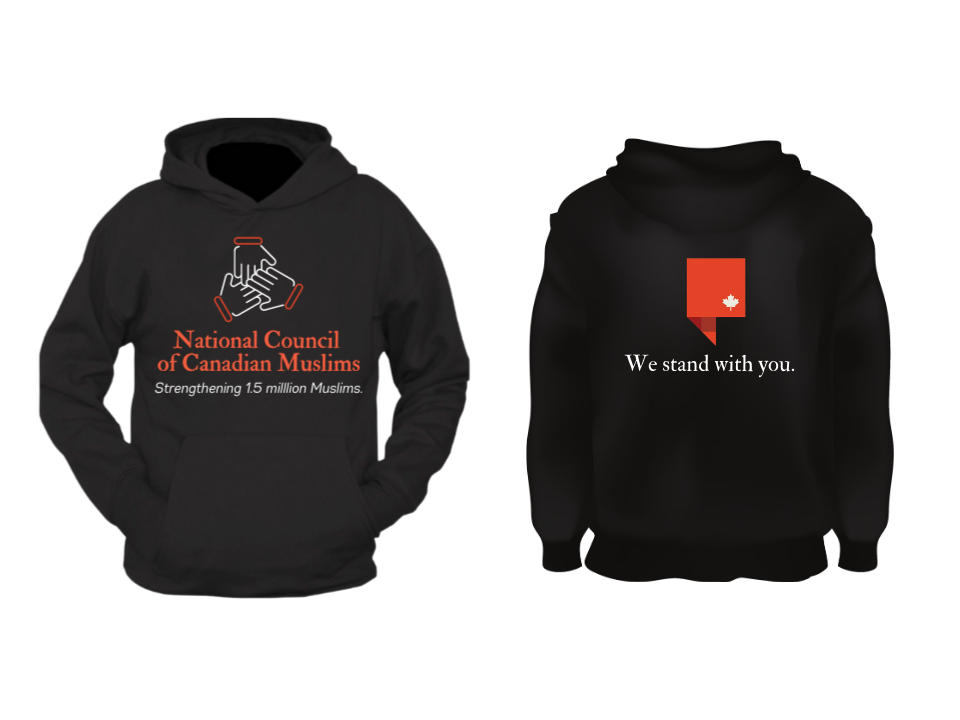 National Council
of Canadian Muslims
Strengthening 1.5 milllion Muslims.
We stand with you.